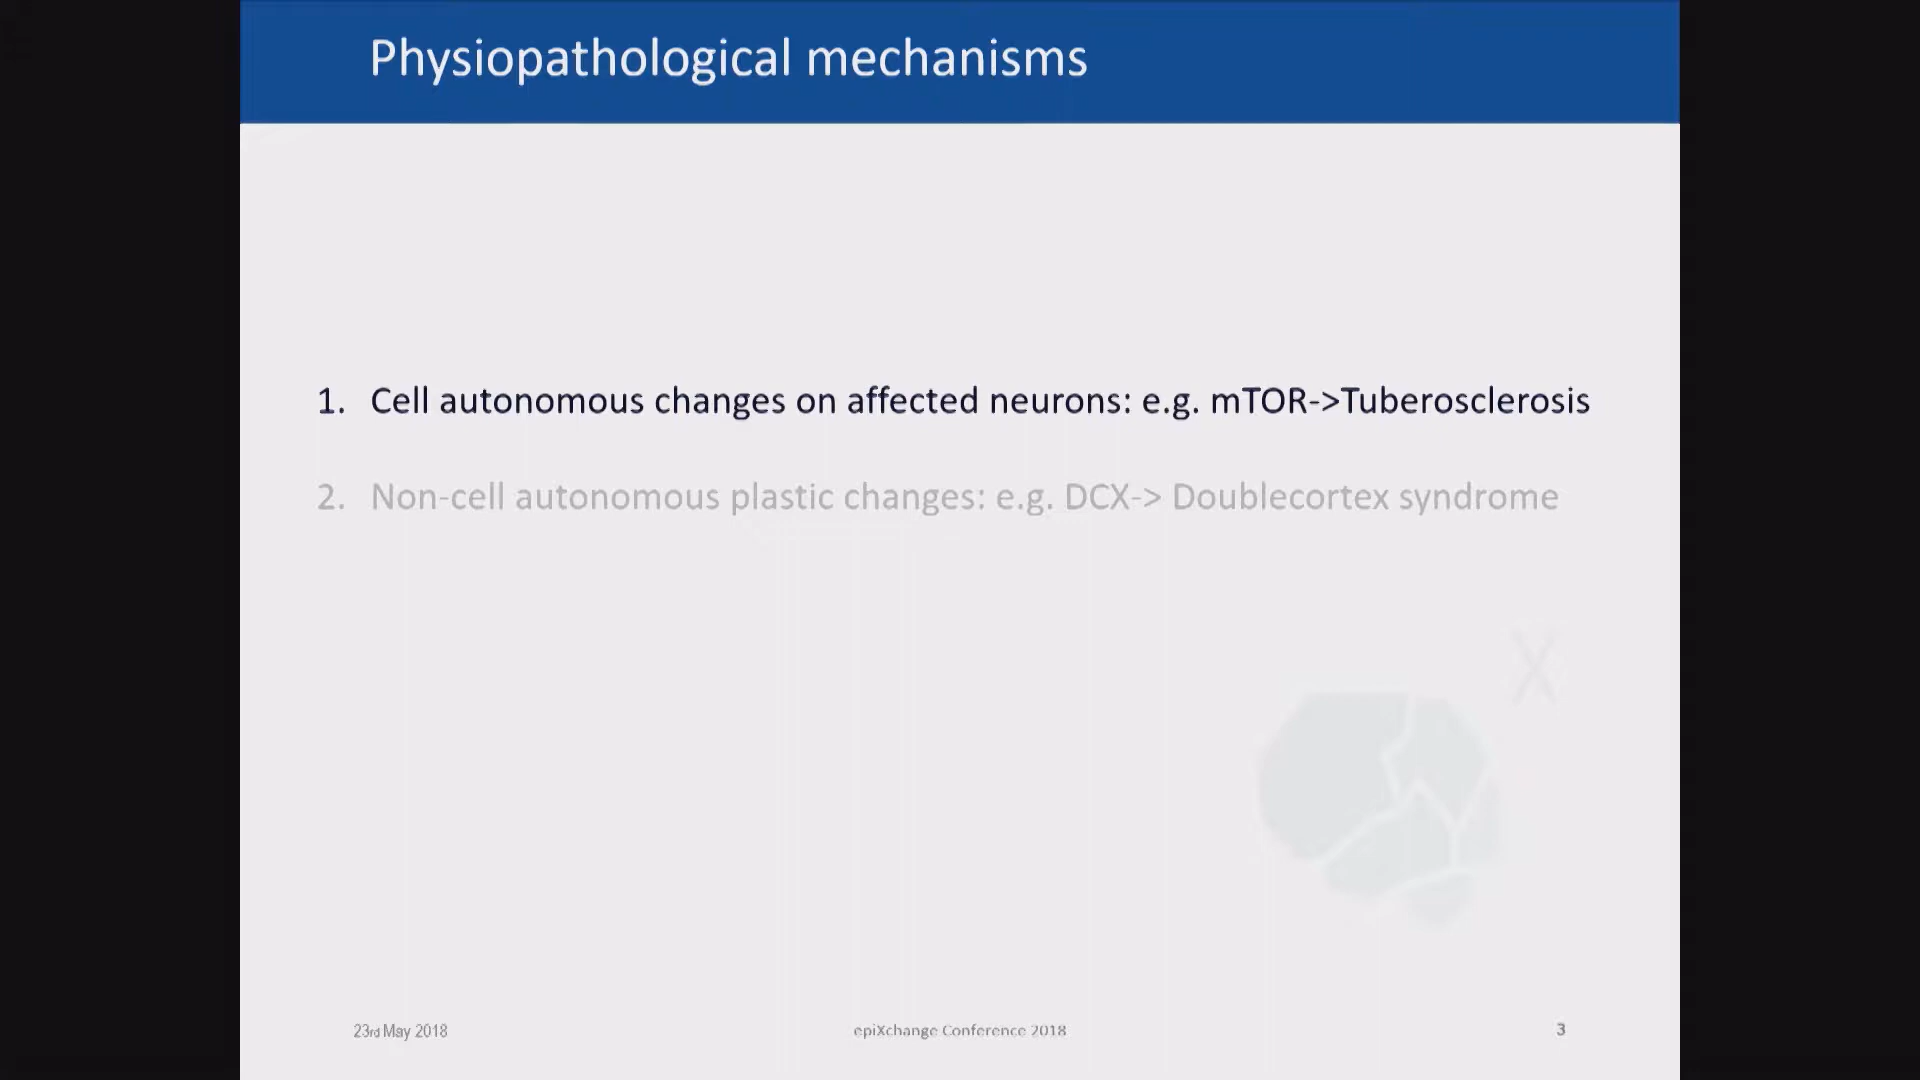 Physiopathological mechanisms
1. Cell autonomous changes on affected neurons: e.g. mTOR->Tuberosclerosis
2. Non-cell autonomous plastic changes: e.g. DCX-> Doublecortex syndrome
X
23rd May 2018
epiXchange Conference 2018
3